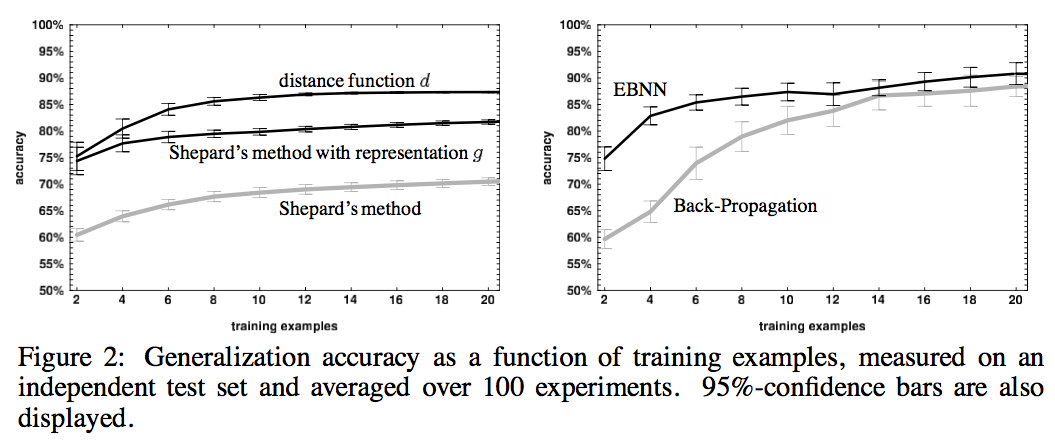 100%
95%
90%
85%
80%
75%
70%
65%
60%
55%
50%
accuracy
distance function d
Shepard's method with representation g
Shepard's method
2 4 6 8 10 12 14 16 18 20
training examples
100%
95%
90%
85%
80%
75%
70%
65%
60%
55%
50%
accuracy
EBNN
Back-Propagation
2 4 6 8 10 12 14 16 18 20
training examples
Figure 2: Generalization accuracy as a function of training examples, measured on an
independent test set and averaged over 100 experiments. 95%-confidence bars are also
displayed.